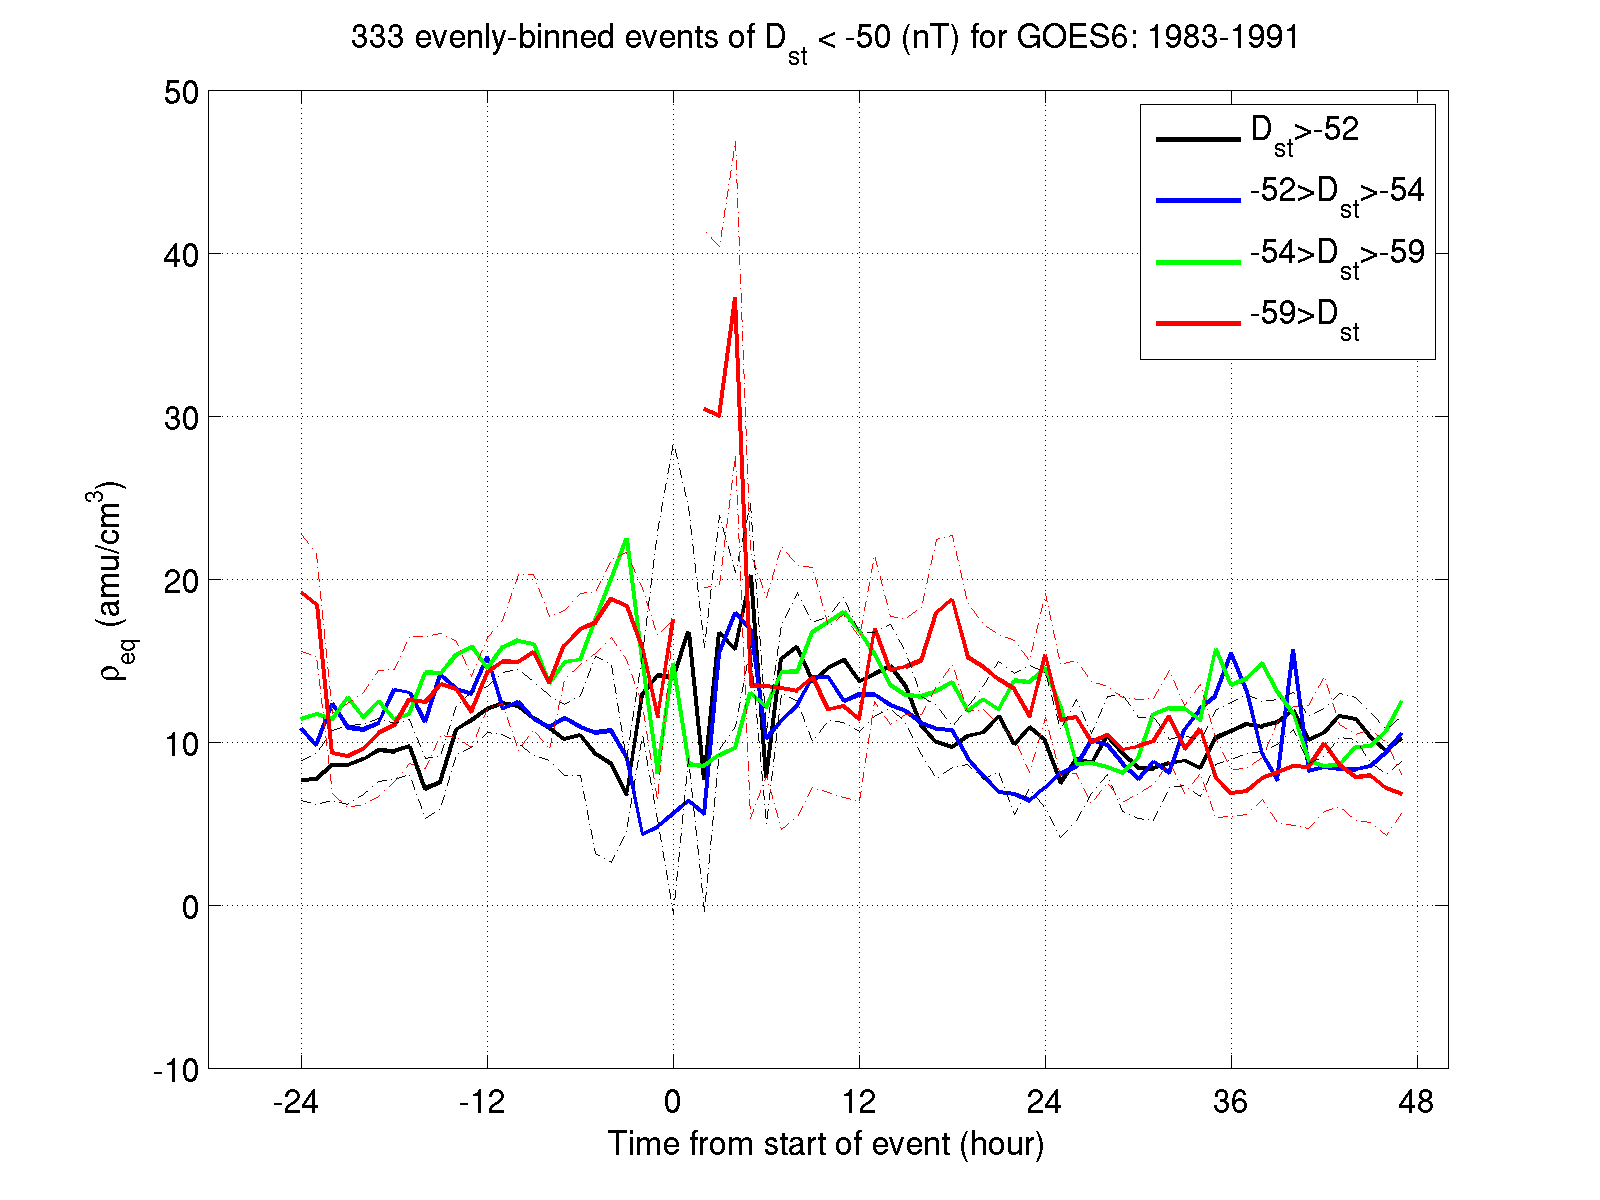 333 evenly-binned events of Dst < -50 (nT) for GOES6: 1983-1991
50
40
30
20
10
0
-10
ρeq (amu/cm³)
Dst>-52
-52>Dst>-54
-54>Dst>-59
-59>Dst
-24 -12 0 12 24 36 48
Time from start of event (hour)